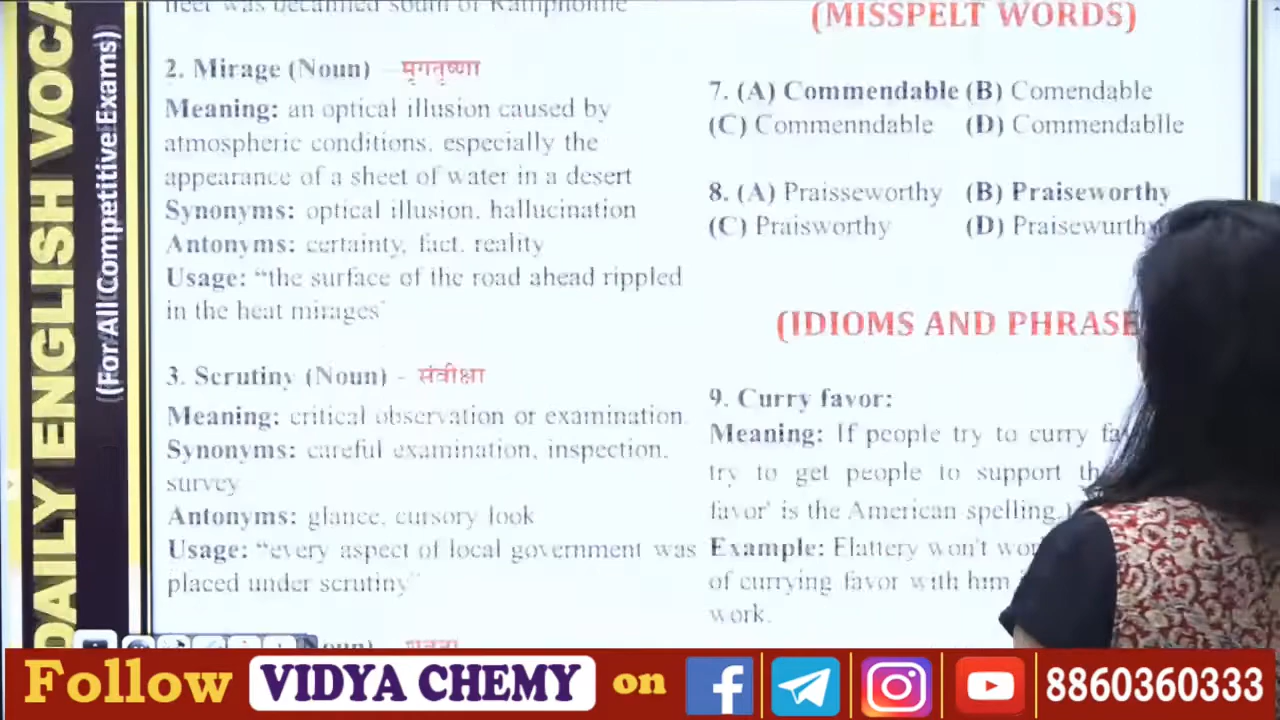 DAILY ENGLISH VOCA
((For All Competitive Exams)
neet was becalmed south of
2. Mirage (Noun) – मृगतृष्णा
Meaning: an optical illusion caused by
atmospheric conditions, especially the
appearance of a sheet of water in a desert
Synonyms: optical illusion, hallucination
Antonyms: certainty, fact, reality
Usage: “the surface of the road ahead rippled
in the heat mirages'
3. Scrutiny (Noun) - संवीक्षा
Meaning: critical observation or examination.
Synonyms: careful examination, inspection,
survey
Antonyms: glance, cursory look
Usage: “every aspect of local government was
placed under scrutiny”
(MISSPELT WORDS)
7. (A) Commendable (B) Comendable
(C) Commenndable (D) Commendablle
8. (A) Praisseworthy (B) Praiseworthy
(C) Praisworthy (D) Praisewurthy
(IDIOMS AND PHRASE
9. Curry favor:
Meaning: If people try to curry
try to get people to support
favor' is the American spelling.)
Example: Flattery won't
of currying favor with him
work.
Follow VIDYA CHEMY on 8860360333